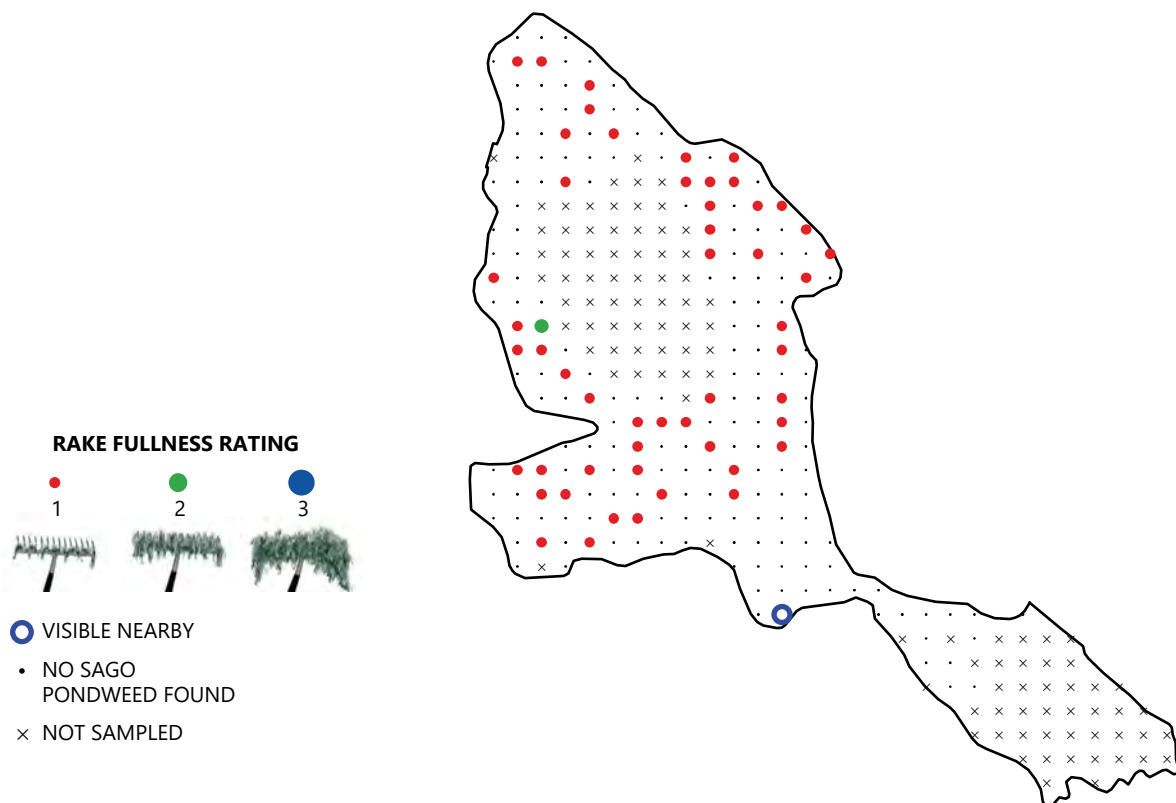 RAKE FULLNESS RATING
1 2 3
VISIBLE NEARBY
NO SAGO
PONDWEED FOUND
NOT SAMPLED